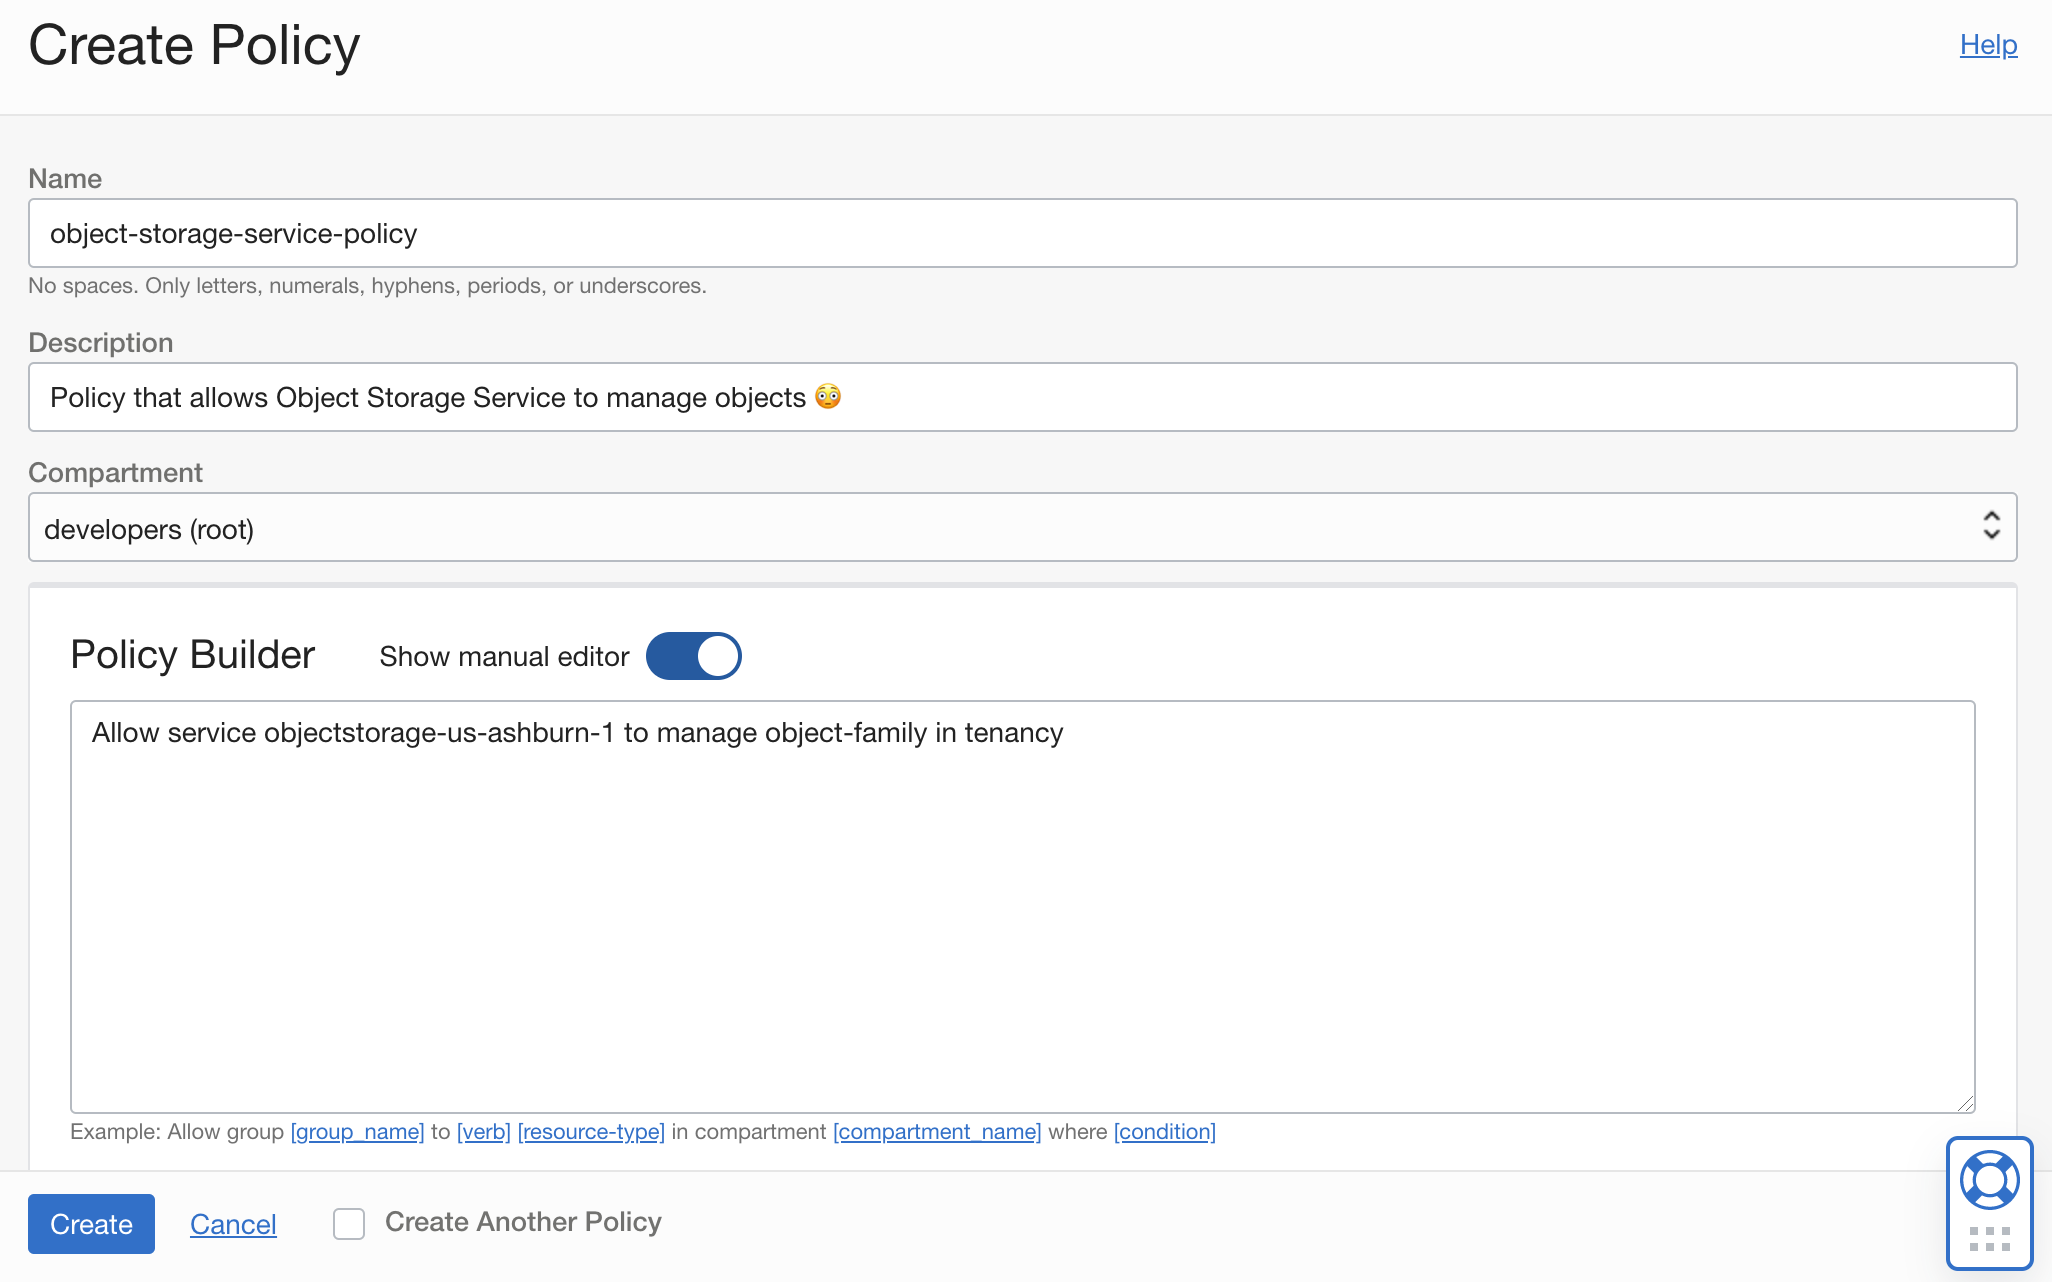 Create Policy
Help
Name
object-storage-service-policy
No spaces. Only letters, numerals, hyphens, periods, or underscores.
Description
Policy that allows Object Storage Service to manage objects 😳
Compartment
developers (root)
Policy Builder
Show manual editor
Allow service objectstorage-us-ashburn-1 to manage object-family in tenancy
Example: Allow group [group_name] to [verb] [resource-type] in compartment [compartment_name] where [condition]
Create
Cancel
Create Another Policy